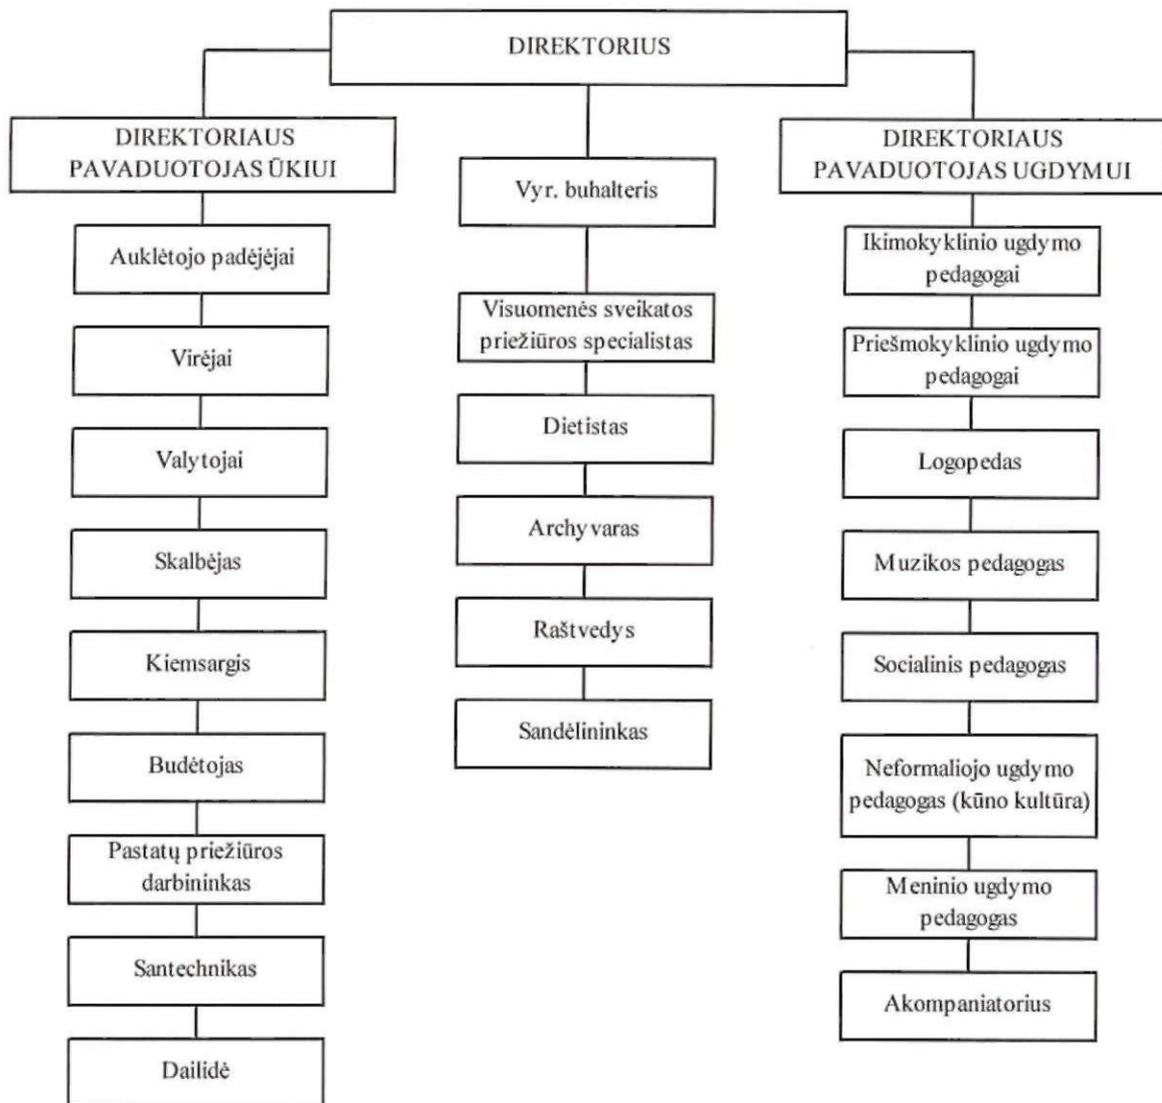 DIREKTORIUS
DIREKTORIAUS
PAVADUOTOJAS ŪKIUI
Auklėtojo padėjėjai
Virėjai
Valytojai
Skalbėjas
Kiemsargis
Budėtojas
Pastatų priežiūros
darbininkas
Santechnikas
Dailidė
Vyr. buhalteris
Visuomenės sveikatos
priežiūros specialistas
Dietistas
Archyvaras
Raštvedys
Sandėlininkas
DIREKTORIAUS
PAVADUOTOJAS UGDYMUI
Ikimokyklinio ugdymo
pedagogai
Priešmokyklinio ugdymo
pedagogai
Logopedas
Muzikos pedagogas
Socialinis pedagogas
Neformaliojo ugdymo
pedagogas (kūno kultūra)
Meninio ugdymo
pedagogas
Akompaniatorius